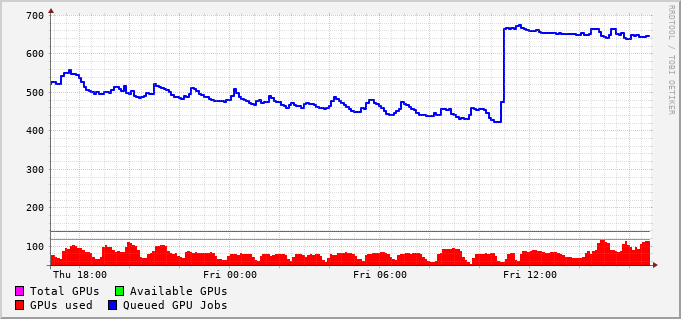 700
600
500
400
300
200
100
Thu 18:00 Fri 00:00 Fri 06:00 Fri 12:00
Total GPUs Available GPUs
GPUs used Queued GPU Jobs
RRDTOOL / TOBI OETIKER